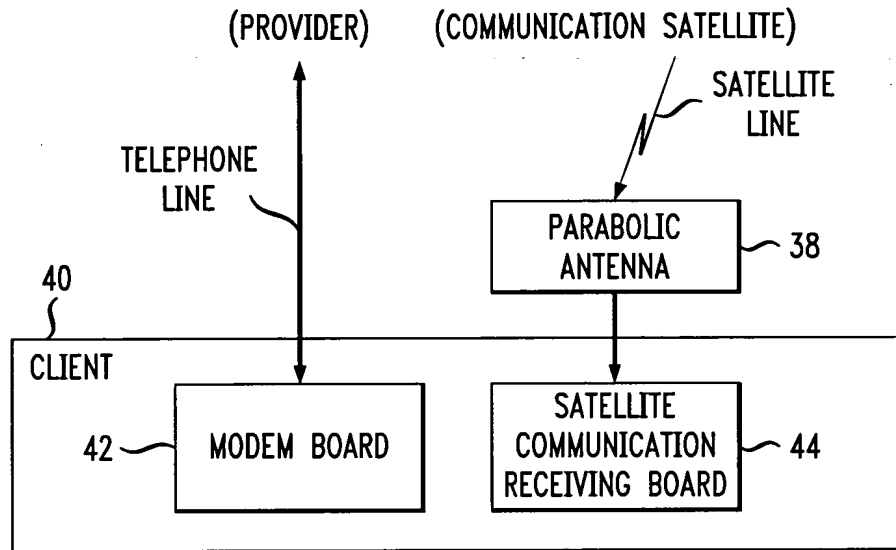 (PROVIDER) (COMMUNICATION SATELLITE)
SATELLITE
LINE
TELEPHONE
LINE
PARABOLIC
ANTENNA
38
40
CLIENT
42
MODEM BOARD
SATELLITE
COMMUNICATION
RECEIVING BOARD
44